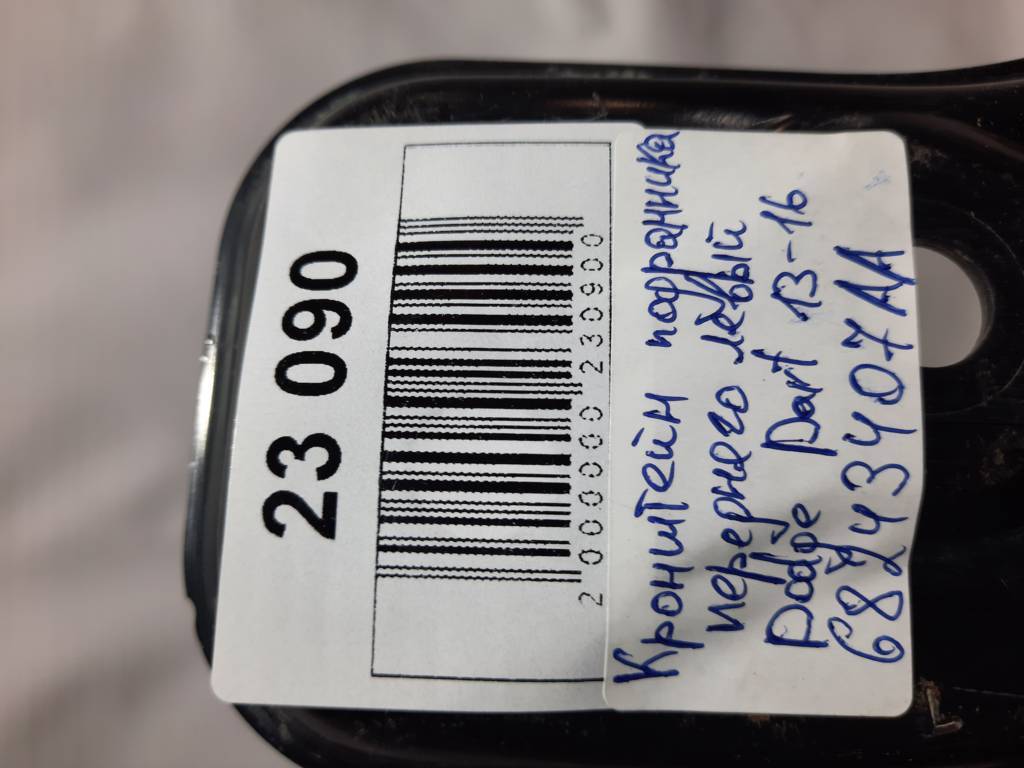 23 090
2 000000 230900
Кронштейн подрамника
переднего левый
Dodge Dart 13-16
68243407AA